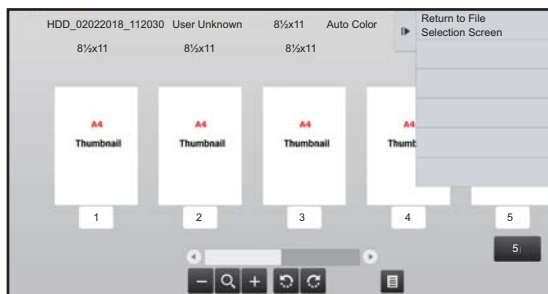 HDD_02022018_112030 User Unknown 8½x11 Auto Color
8½x11 8½x11 8½x11
Return to File
Selection Screen
A4 A4 A4 A4
Thumbnail Thumbnail Thumbnail Thumb
1 2 3 4 5
5